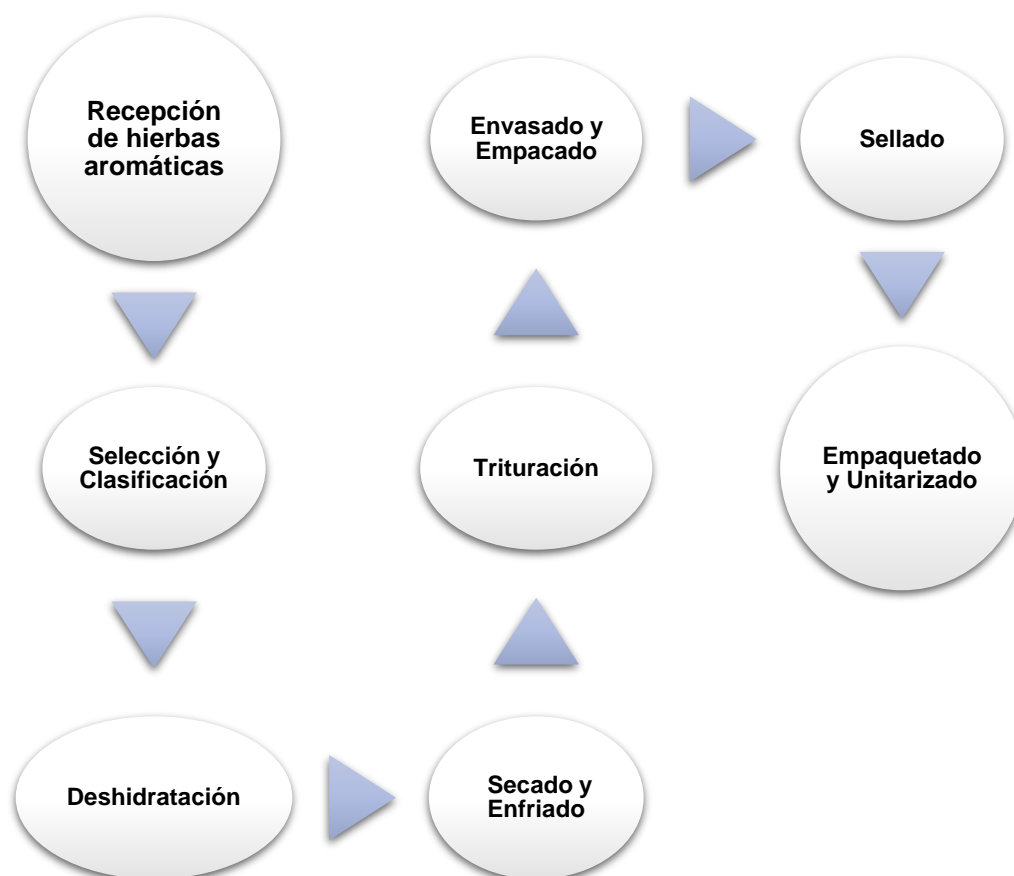 Recepción
de hierbas
aromáticas
Selección y
Clasificación
Deshidratación
Secado y
Enfriado
Trituración
Envasado y
Empacado
Sellado
Empaquetado
y Unitarizado